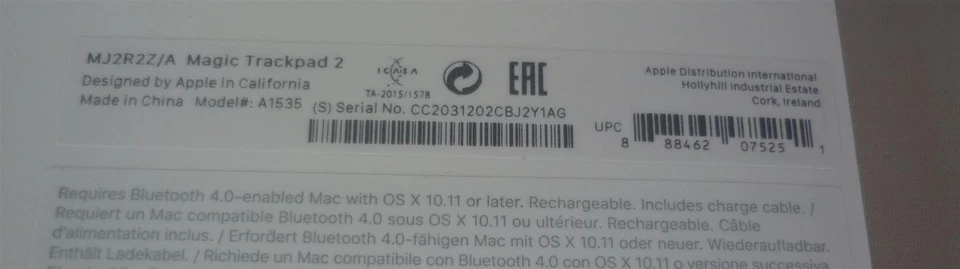 MJ2R2Z/A Magic Trackpad 2
Designed by Apple in California
Made in China Model#: A1535
ICASA
TA-2015/1578
EAC
(S) Serial No. CC2031202CBJ2Y1AG
Apple Distribution International
Hollyhill Industrial Estate
Cork, Ireland
UPC
8 88462 07525 1
Requires Bluetooth 4.0–enabled Mac with OS X 10.11 or later. Rechargeable. Includes charge cable. /
Requiert un Mac compatible Bluetooth 4.0 sous OS X 10.11 ou ultérieur. Rechargeable. Câble
d'alimentation inclus. / Erfordert Bluetooth 4.0-fähigen Mac mit OS X 10.11 oder neuer. Wiederaufladbar.
Enthält Ladekabel. / Richiede un Mac compatibile con Bluetooth 4.0 con OS X 10.11 o versione successiva